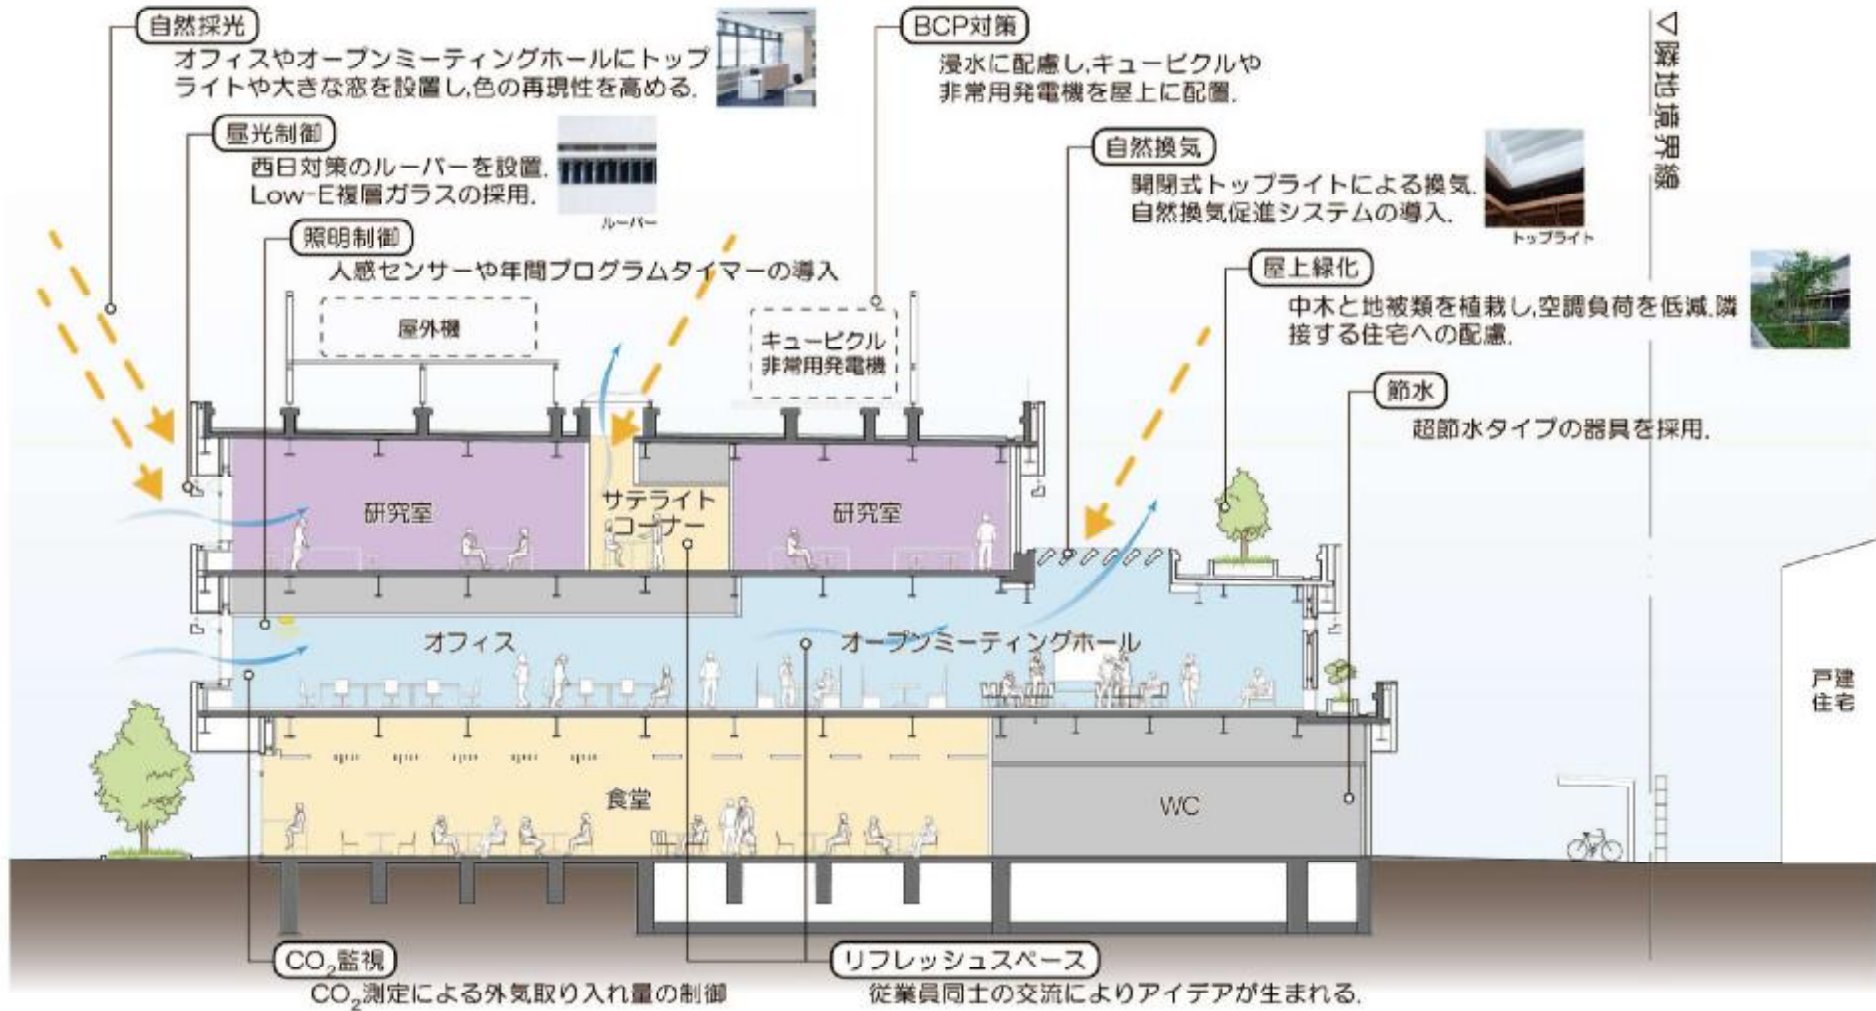 自然採光
オフィスやオープンミーティングホールにトップ
ライトや大きな窓を設置し,色の再現性を高める.
BCP対策
浸水に配慮し,キュービクルや
非常用発電機を屋上に配置.
▽隣地境界線
昼光制御
西日対策のルーバーを設置.
Low-E複層ガラスの採用.
ルーバー
自然換気
開閉式トップライトによる換気.
自然換気促進システムの導入.
トップライト
照明制御
人感センサーや年間プログラムタイマーの導入
屋上緑化
中木と地被類を植栽し,空調負荷を低減.隣
接する住宅への配慮.
屋外機
キュービクル
非常用発電機
節水
超節水タイプの器具を採用.
研究室
サテライト
コーナー
研究室
オフィス
オープンミーティングホール
戸建
住宅
食堂
WC
CO₂監視
CO₂測定による外気取り入れ量の制御
リフレッシュスペース
従業員同士の交流によりアイデアが生まれる.